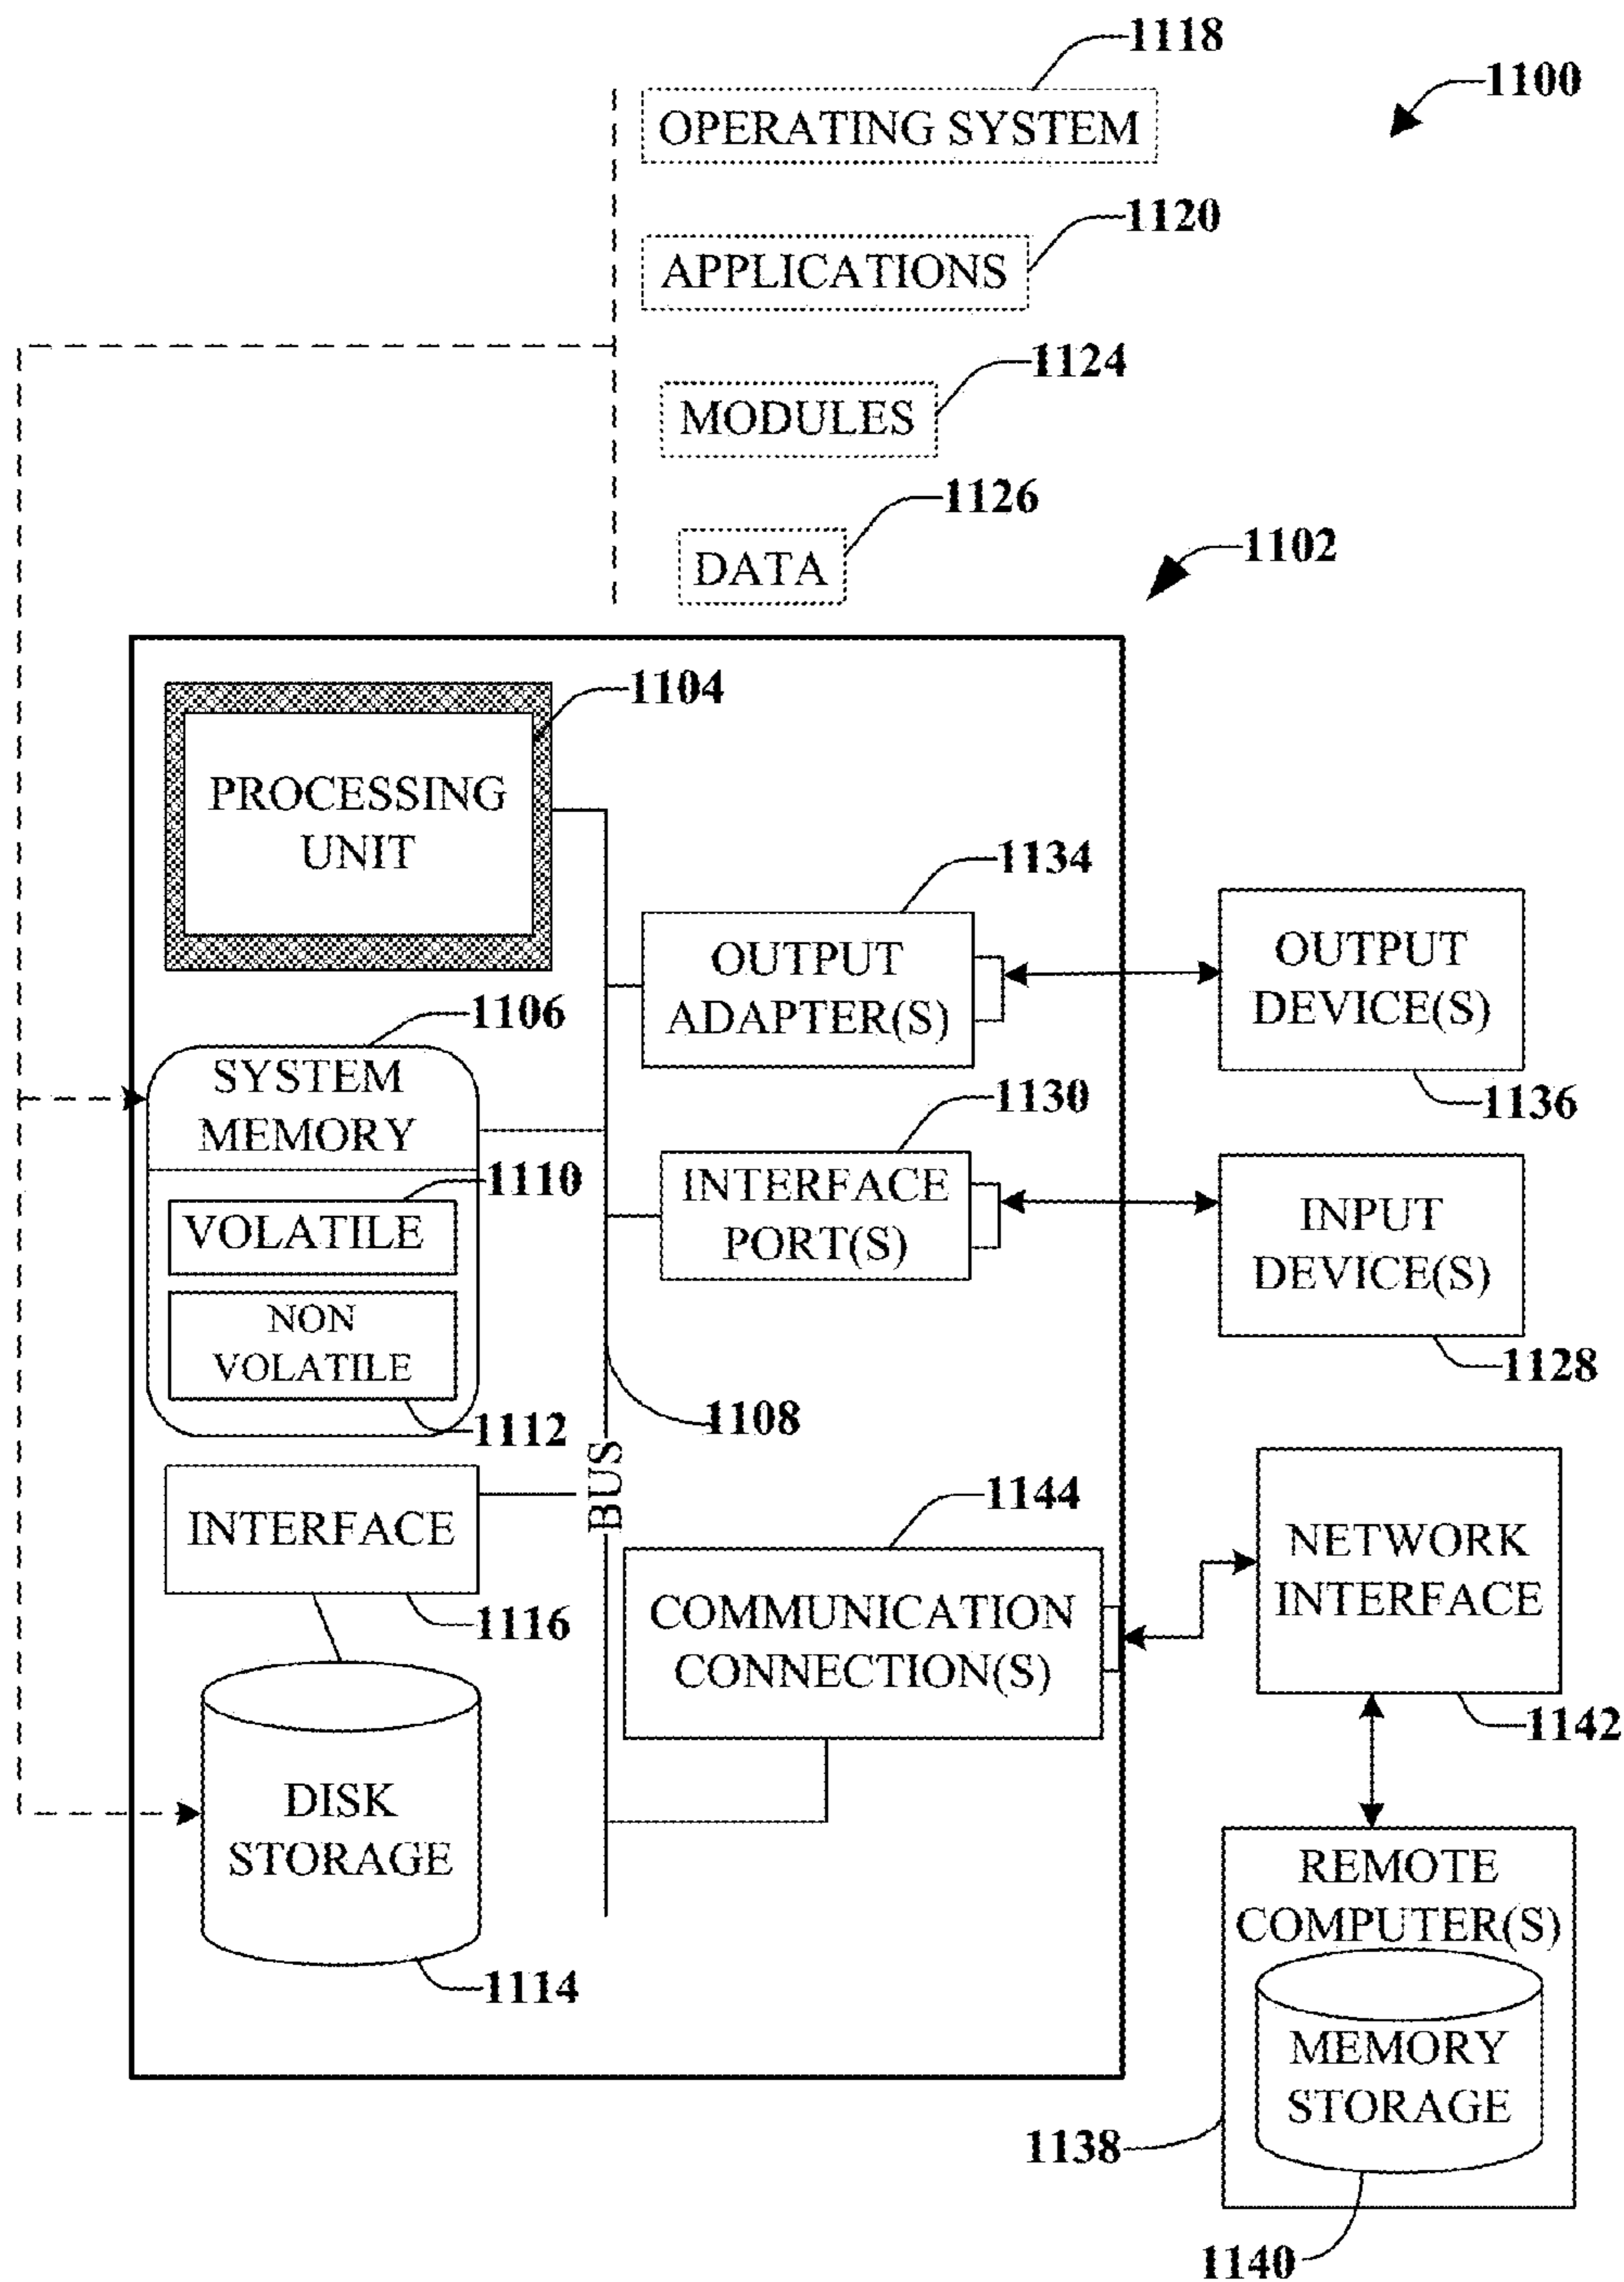 1118
1100
OPERATING SYSTEM
1120
APPLICATIONS
1124
MODULES
1126
DATA
1102
1104
PROCESSING
UNIT
1134
OUTPUT
ADAPTER(S)
OUTPUT
DEVICE(S)
1136
1106
SYSTEM
MEMORY
1110
VOLATILE
NON
VOLATILE
1112
1130
INTERFACE
PORT(S)
INPUT
DEVICE(S)
1128
1108
BUS
INTERFACE
1116
1144
COMMUNICATION
CONNECTION(S)
NETWORK
INTERFACE
1142
DISK
STORAGE
1114
REMOTE
COMPUTER(S)
MEMORY
STORAGE
1138
1140